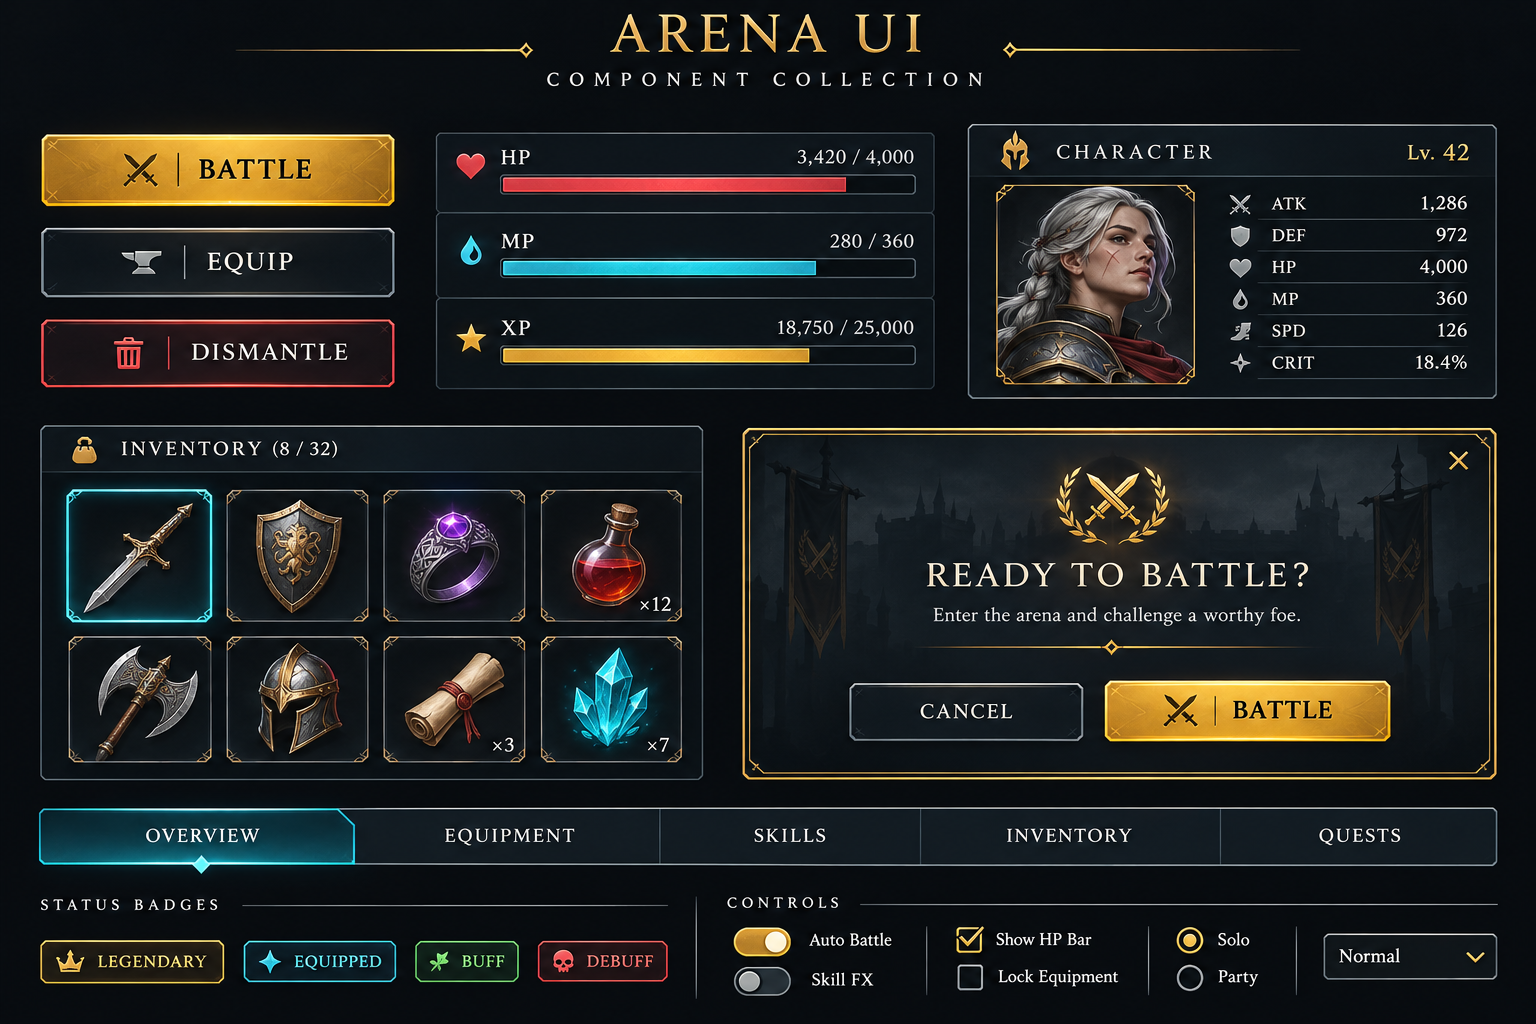 ARENA UI
COMPONENT COLLECTION
BATTLE
EQUIP
DISMANTLE
HP 3,420 / 4,000
MP 280 / 360
XP 18,750 / 25,000
CHARACTER Lv. 42
ATK 1,286
DEF 972
HP 4,000
MP 360
SPD 126
CRIT 18.4%
INVENTORY (8 / 32)
×12
×3
×7
READY TO BATTLE?
Enter the arena and challenge a worthy foe.
CANCEL
BATTLE
OVERVIEW
EQUIPMENT
SKILLS
INVENTORY
QUESTS
STATUS BADGES
LEGENDARY
EQUIPPED
BUFF
DEBUFF
CONTROLS
Auto Battle
Skill FX
Show HP Bar
Lock Equipment
Solo
Party
Normal